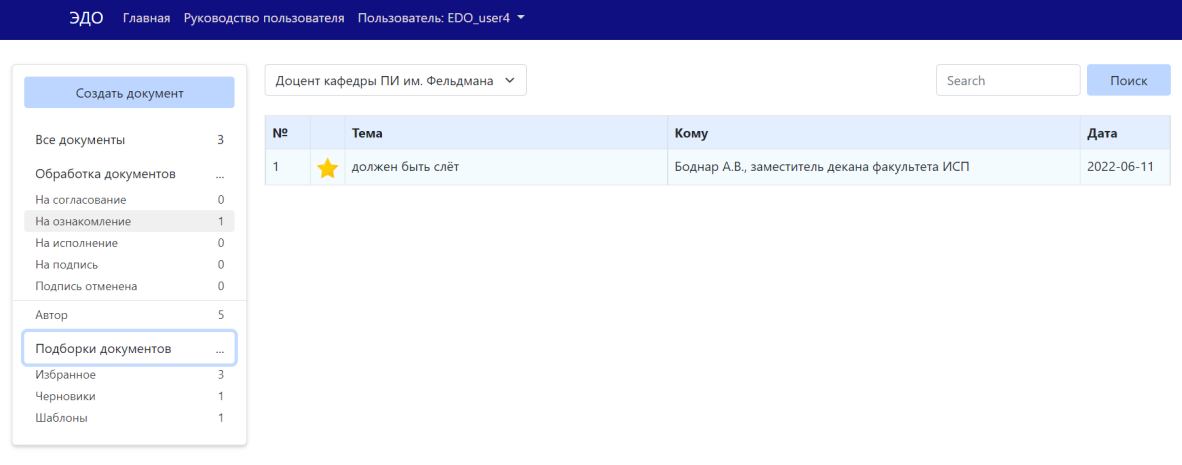 ЭДО Главная Руководство пользователя Пользователь: EDO_user4
Создать документ
Все документы 3
Обработка документов ...
На согласование 0
На ознакомление 1
На исполнение 0
На подпись 0
Подпись отменена 0
Автор 5
Подборки документов ...
Избранное 3
Черновики 1
Шаблоны 1
Доцент кафедры ПИ им. Фельдмана Search Поиск
№ Тема Кому Дата
1 должен быть слёт Боднар А.В., заместитель декана факультета ИСП 2022-06-11